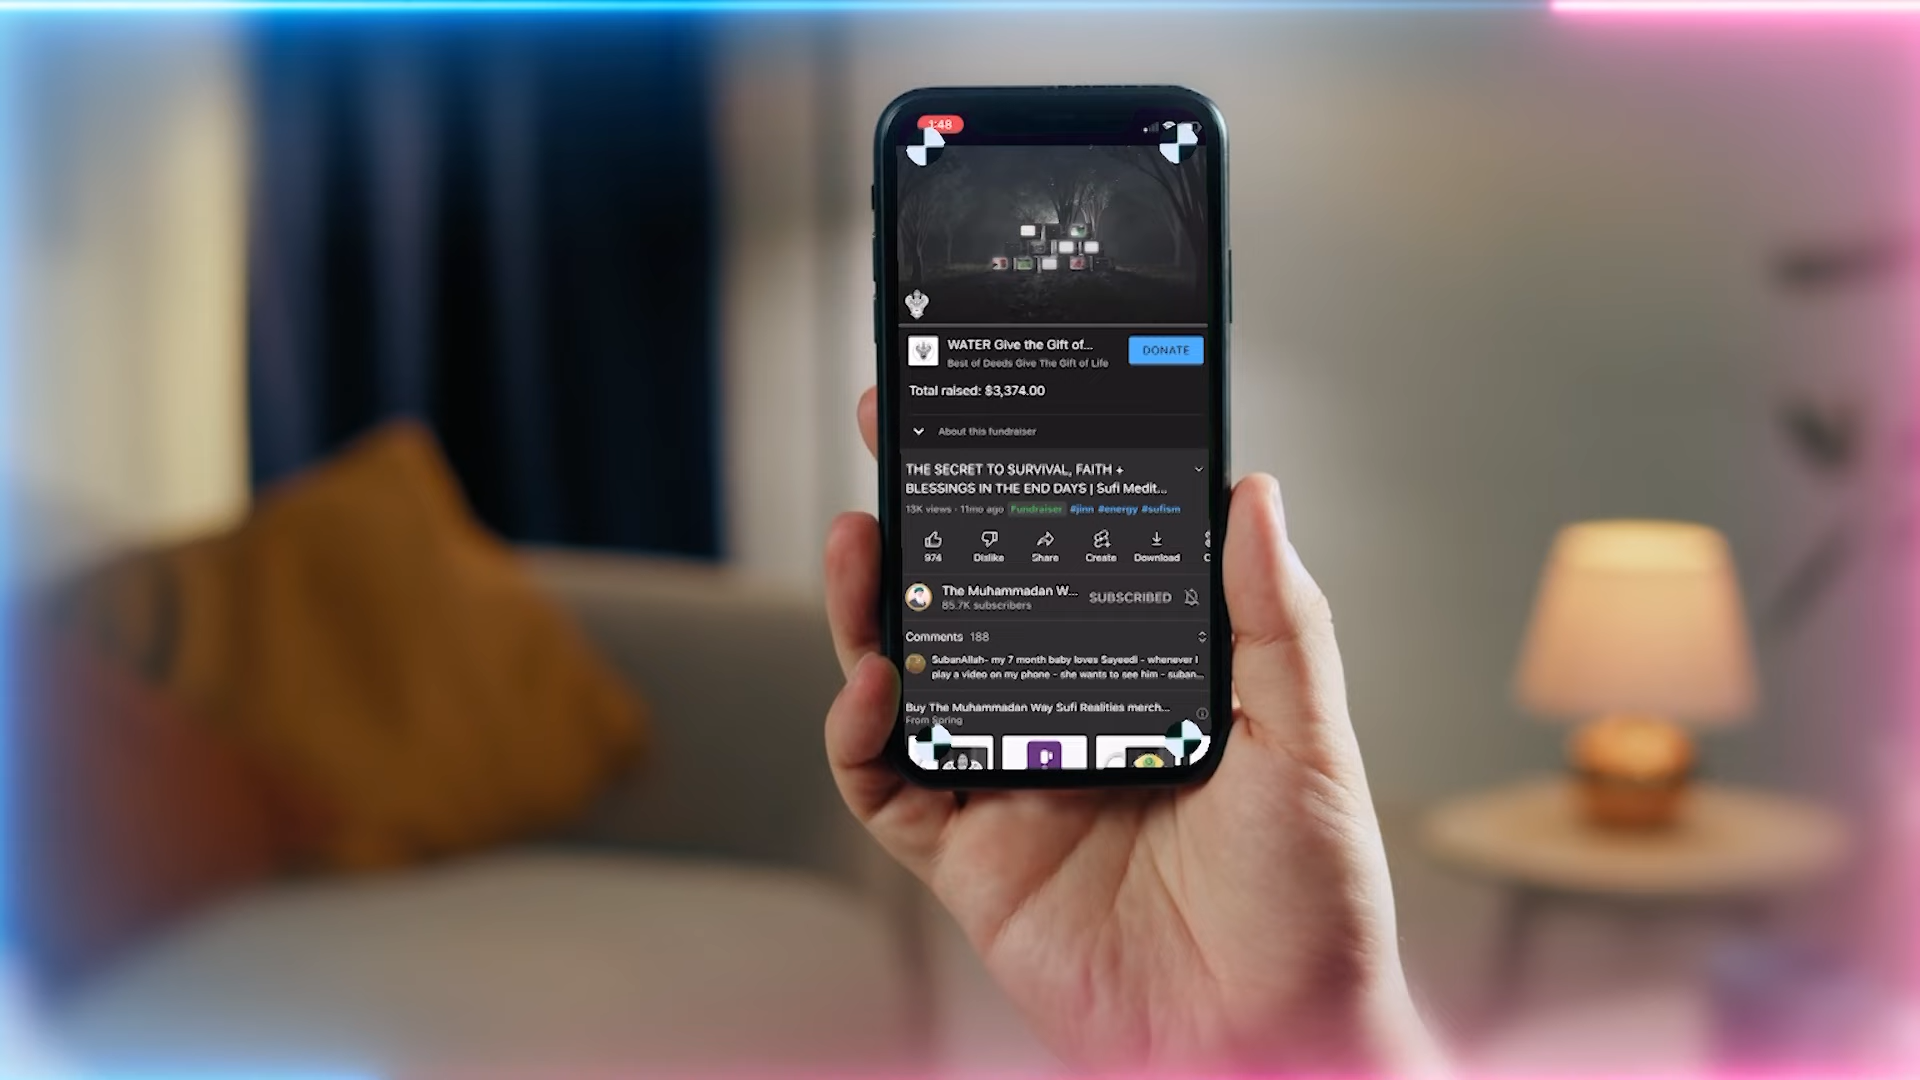 1:48
WATER Give the Gift of...
Best of Deeds Give The Gift of Life
DONATE
Total raised: $3,374.00
About this fundraiser
THE SECRET TO SURVIVAL, FAITH +
BLESSINGS IN THE END DAYS | Sufi Medit...
13K views · 11mo ago Fundraiser #jinn #energy #sufism
974
Dislike
Share
Create
Download
The Muhammadan W...
85.7K subscribers
SUBSCRIBED
Comments 188
SubanAllah- my 7 month baby loves Sayeedi - whenever I
play a video on my phone - she wants to see him - suban...
Buy The Muhammadan Way Sufi Realities merch...
From Spring